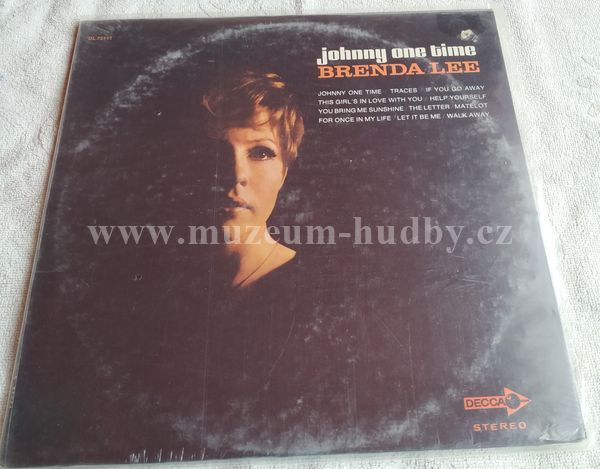 DL 75111
johnny one time
BRENDA LEE
JOHNNY ONE TIME / TRACES / IF YOU GO AWAY
THIS GIRL'S IN LOVE WITH YOU / HELP YOURSELF
YOU BRING ME SUNSHINE / THE LETTER / MATELOT
FOR ONCE IN MY LIFE / LET IT BE ME / WALK AWAY
www.muzeum-hudby.cz
DECCA
STEREO